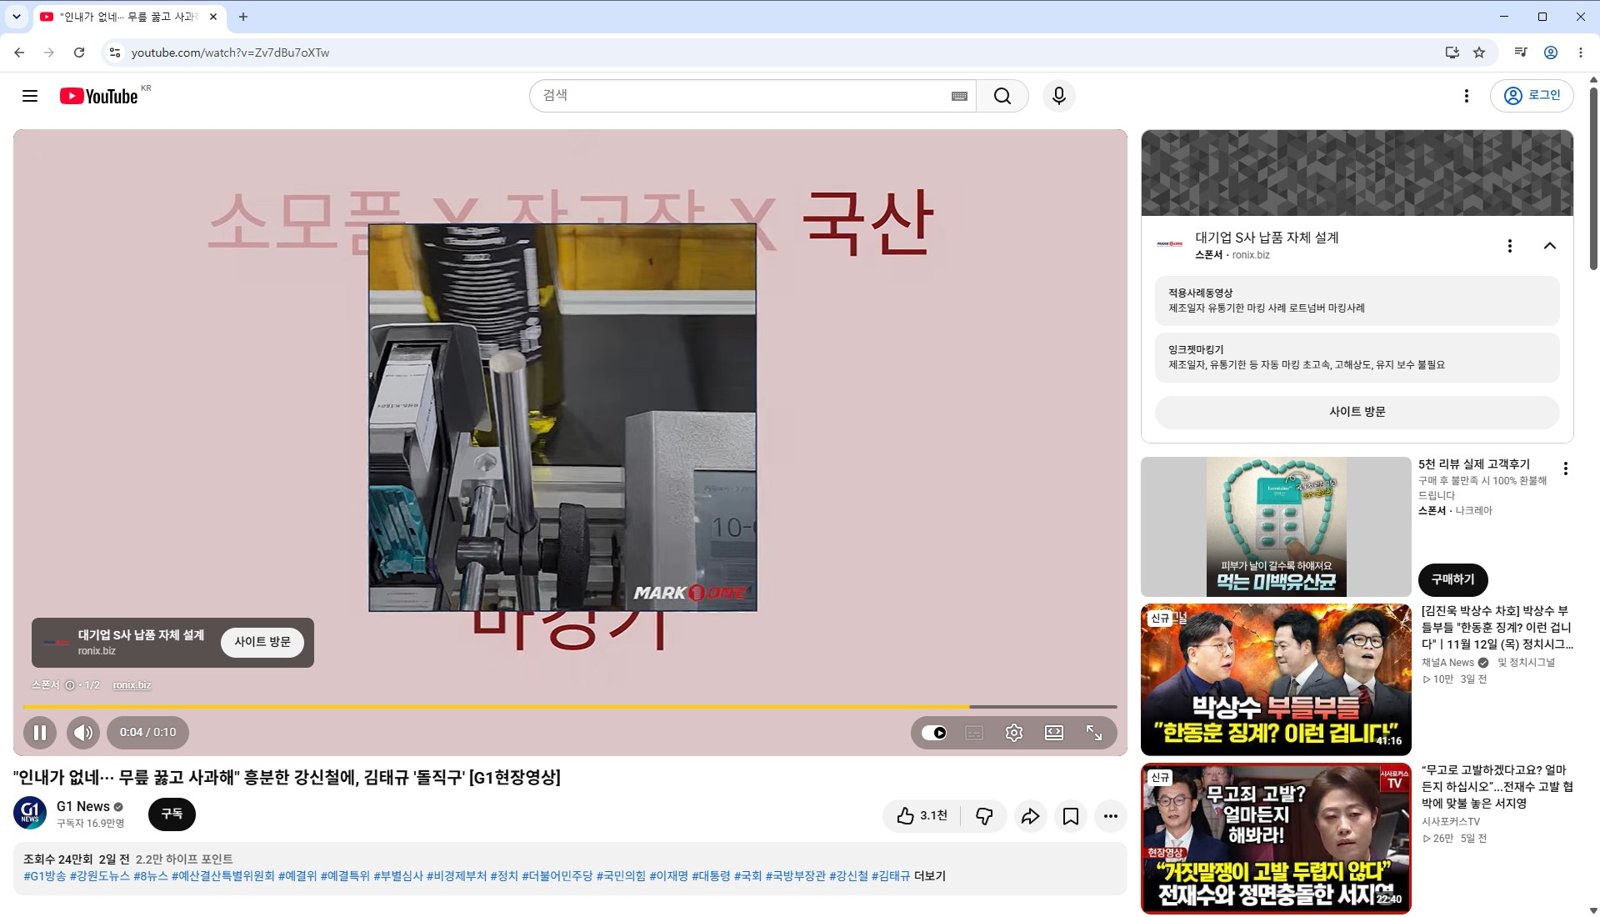 "인내가 없네… 무릎 꿇고 사과해
youtube.com/watch?v=Zv7dBu7oXTw
YouTube KR
검색
로그인
소모품 X 잔고장 X 국산
10-
MARK1ONE
마킹기
대기업 S사 납품 자체 설계
ronix.biz
사이트 방문
스폰서 · 1/2 ronix.biz
0:04 / 0:10
"인내가 없네… 무릎 꿇고 사과해" 흥분한 강신철에, 김태규 '돌직구' [G1현장영상]
G1 NEWS
G1 News
구독자 16.9만명
구독
3.1천
조회수 24만회 2일 전 2.2만 하이프 포인트
#G1방송 #강원도뉴스 #8뉴스 #예산결산특별위원회 #예결위 #예결특위 #부별심사 #비경제부처 #정치 #더불어민주당 #국민의힘 #이재명 #대통령 #국회 #국방부장관 #강신철 #김태규 더보기
MARK1ONE
대기업 S사 납품 자체 설계
스폰서 · ronix.biz
적용사례동영상
제조일자 유통기한 마킹 사례 로트넘버 마킹사례
잉크젯마킹기
제조일자, 유통기한 등 자동 마킹 초고속, 고해상도, 유지 보수 불필요
사이트 방문
피부가 날이 갈수록 하얘져요
먹는 미백유산균
5천 리뷰 실제 고객후기
구매 후 불만족 시 100% 환불해
드립니다
스폰서 · 나크레아
구매하기
신규
박상수 부들부들
"한동훈 징계? 이런 겁니다"
41:16
[김진욱 박상수 차호] 박상수 부
들부들 "한동훈 징계? 이런 겁니
다" | 11월 12일 (목) 정치시그...
채널A News 및 정치시그널
10만 3일 전
신규
시사포커스
TV
무고죄 고발?
얼마든지
해봐라!
현장영상
"거짓말쟁이 고발 두렵지 않다"
전재수와 정면충돌한 서지영
22:40
"무고로 고발하겠다고요? 얼마
든지 하십시오"...전재수 고발 협
박에 맞불 놓은 서지영
시사포커스TV
26만 5일 전